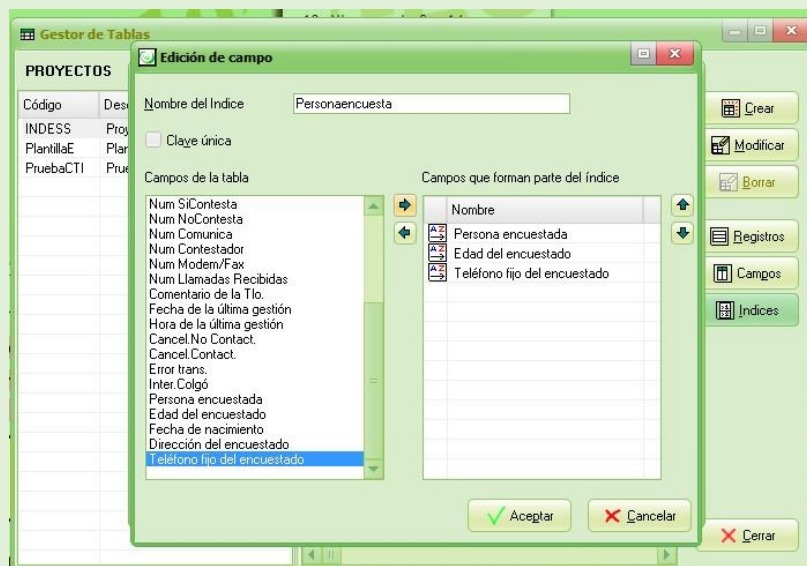 Gestor de Tablas
PROYECTOS
Código
INDESS
PlantillaE
PruebaCTI
Edición de campo
Nombre del Indice
Personaencuesta
Clave única
Campos de la tabla
Num SiContesta
Num NoContesta
Num Comunica
Num Contestador
Num Modem/Fax
Num Llamadas Recibidas
Comentario de la Tlo.
Fecha de la última gestión
Hora de la última gestión
Cancel.No Contact.
Cancel.Contact.
Error trans.
Inter.Colgó
Persona encuestada
Edad del encuestado
Fecha de nacimiento
Dirección del encuestado
Teléfono fijo del encuestado
Campos que forman parte del índice
Nombre
Persona encuestada
Edad del encuestado
Teléfono fijo del encuestado
Aceptar
Cancelar
Crear
Modificar
Borrar
Registros
Campos
Indices
Cerrar